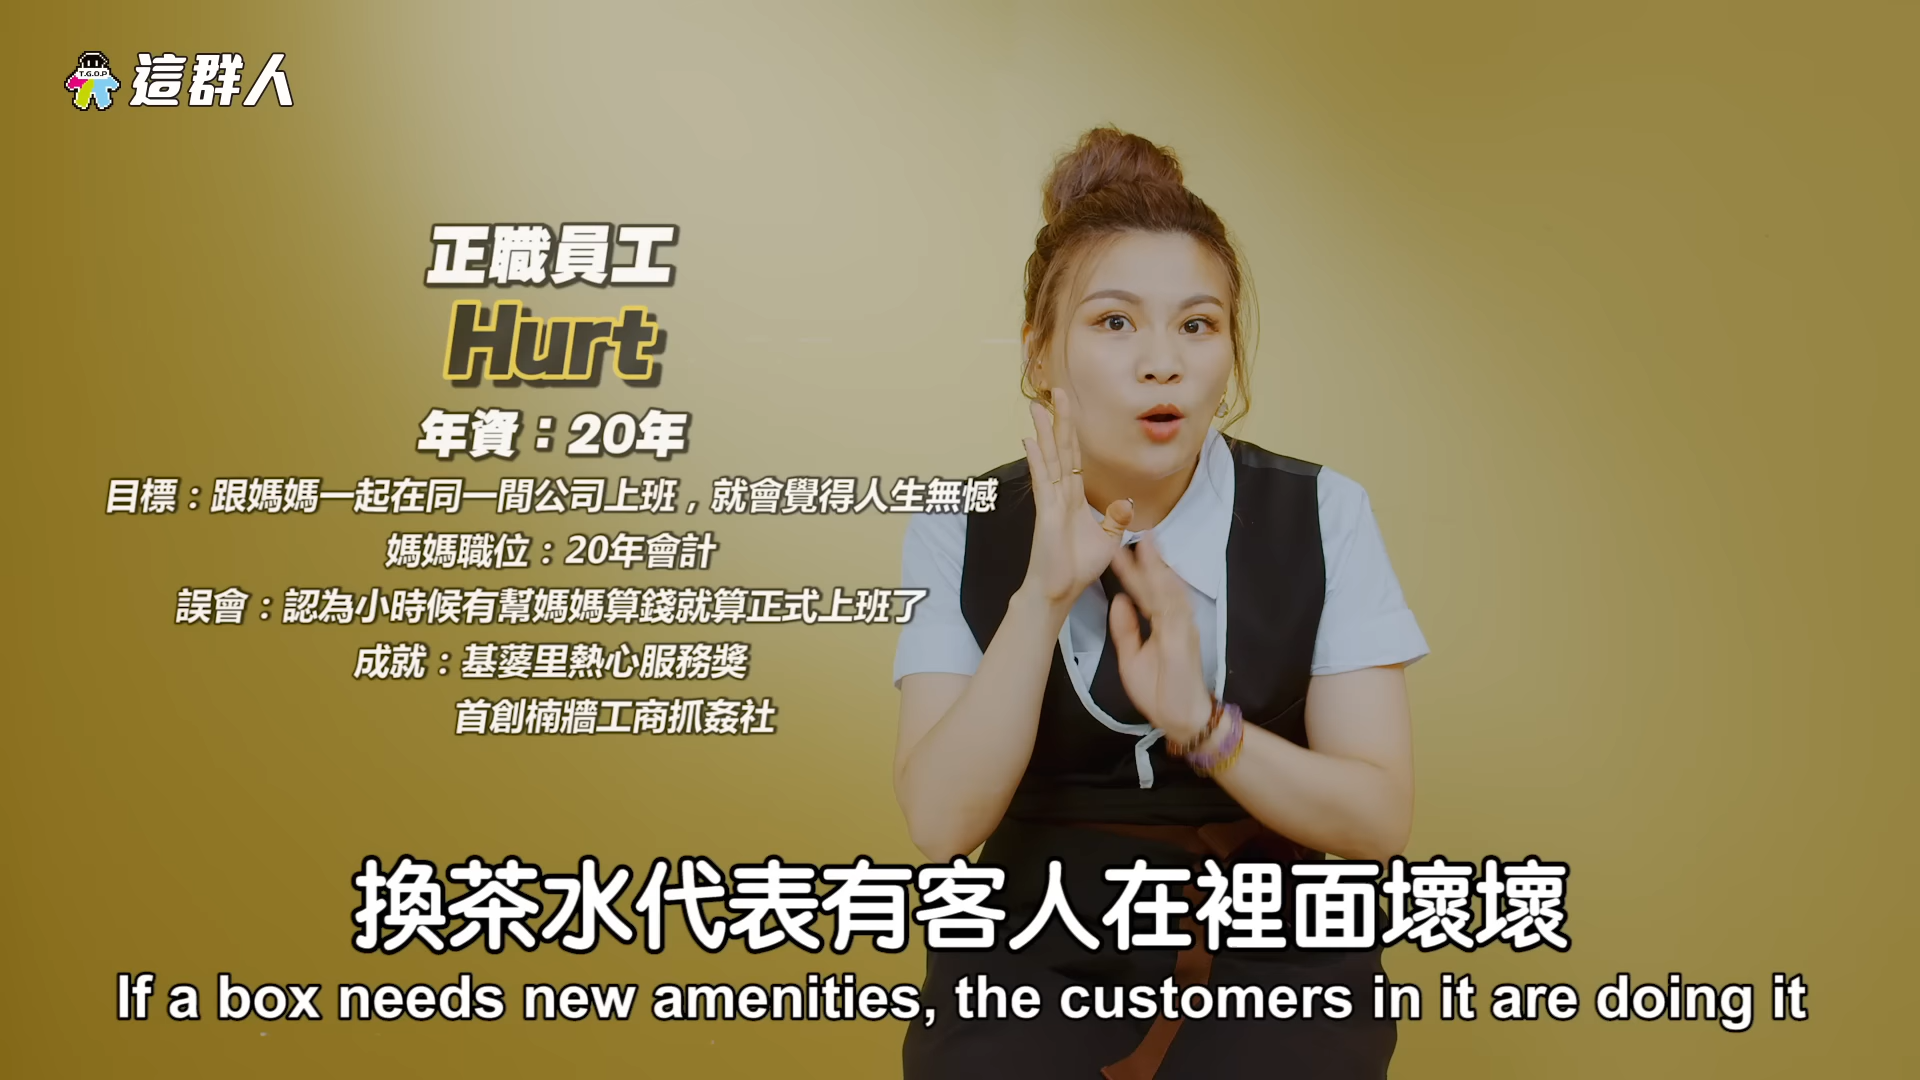 T.G.O.P
這群人
正職員工
Hurt
年資：20年
目標：跟媽媽一起在同一間公司上班，就會覺得人生無憾
媽媽職位：20年會計
誤會：認為小時候有幫媽媽算錢就算正式上班了
成就：基蔢里熱心服務獎
首創楠牆工商抓姦社
換茶水代表有客人在裡面壞壞
If a box needs new amenities, the customers in it are doing it